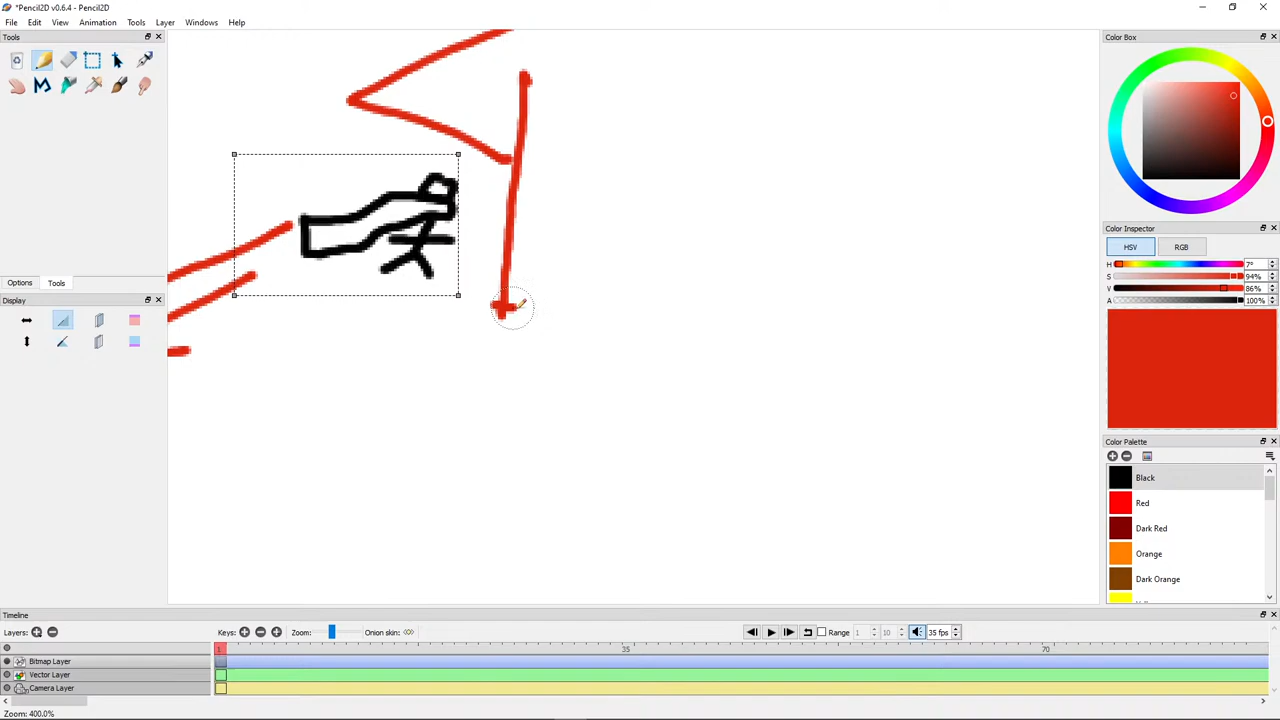 *Pencil2D - Pencil2D v0.6.4 - Pencil2D
File Edit View Animation Tools Layer Windows Help
Tools
Options Tools
Display
Color Box
Color Inspector
HSV RGB
H 7°
S 94%
V 86%
A 100%
Color Palette
Black
Red
Dark Red
Orange
Dark Orange
Timeline
Layers: Keys: Zoom: Onion skin: Range 1 10 35 fps
1 35 70
Bitmap Layer
Vector Layer
Camera Layer
Zoom: 400.0%